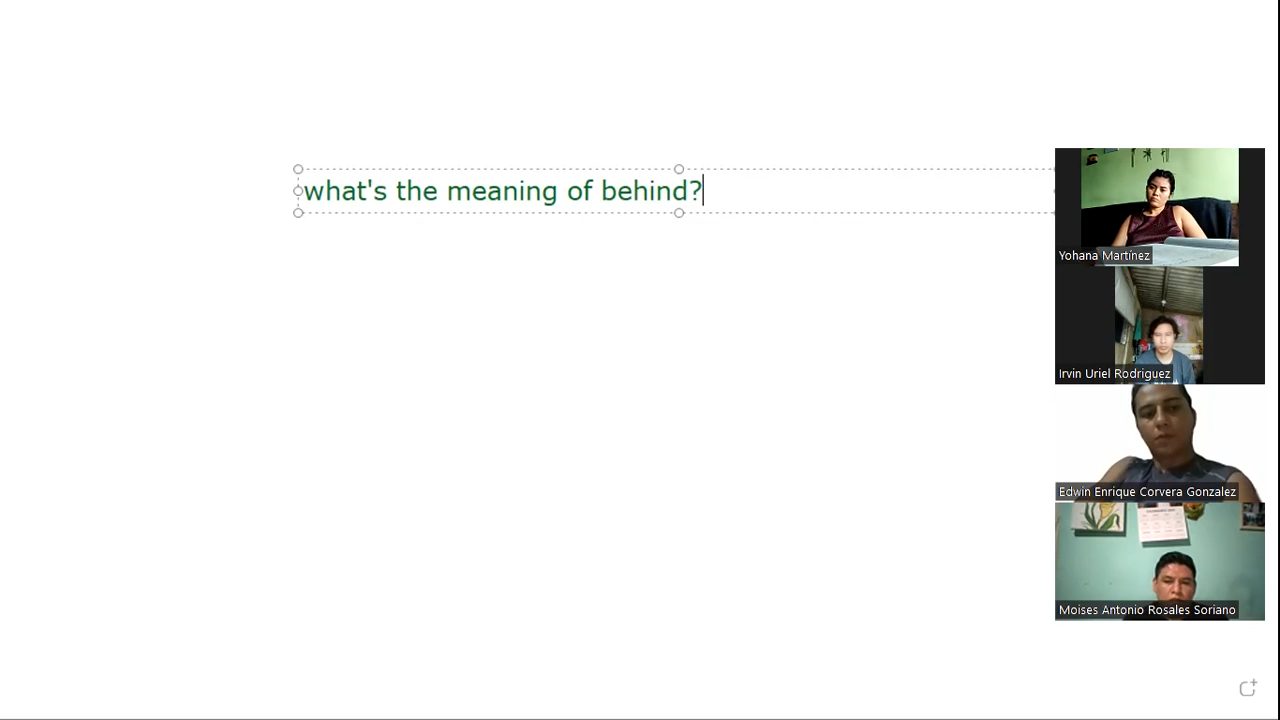 what's the meaning of behind?
Yohana Martínez
Irvin Uriel Rodriguez
Edwin Enrique Corvera Gonzalez
Moises Antonio Rosales Soriano